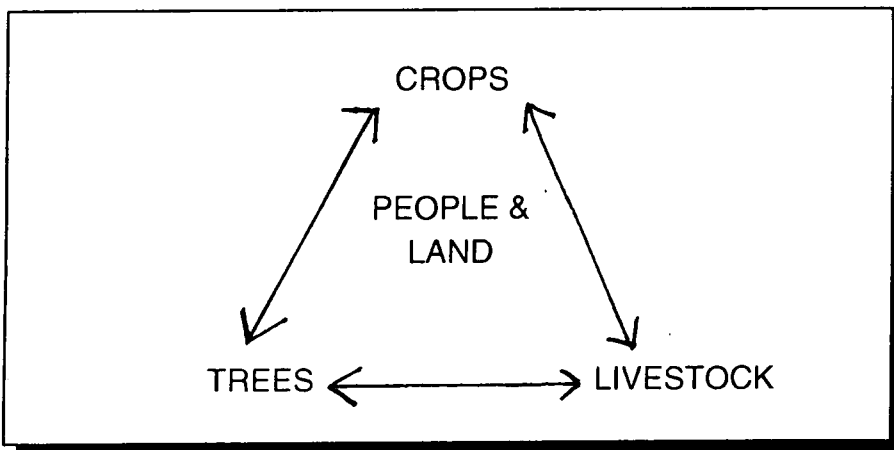 CROPS
PEOPLE &
LAND
TREES
LIVESTOCK